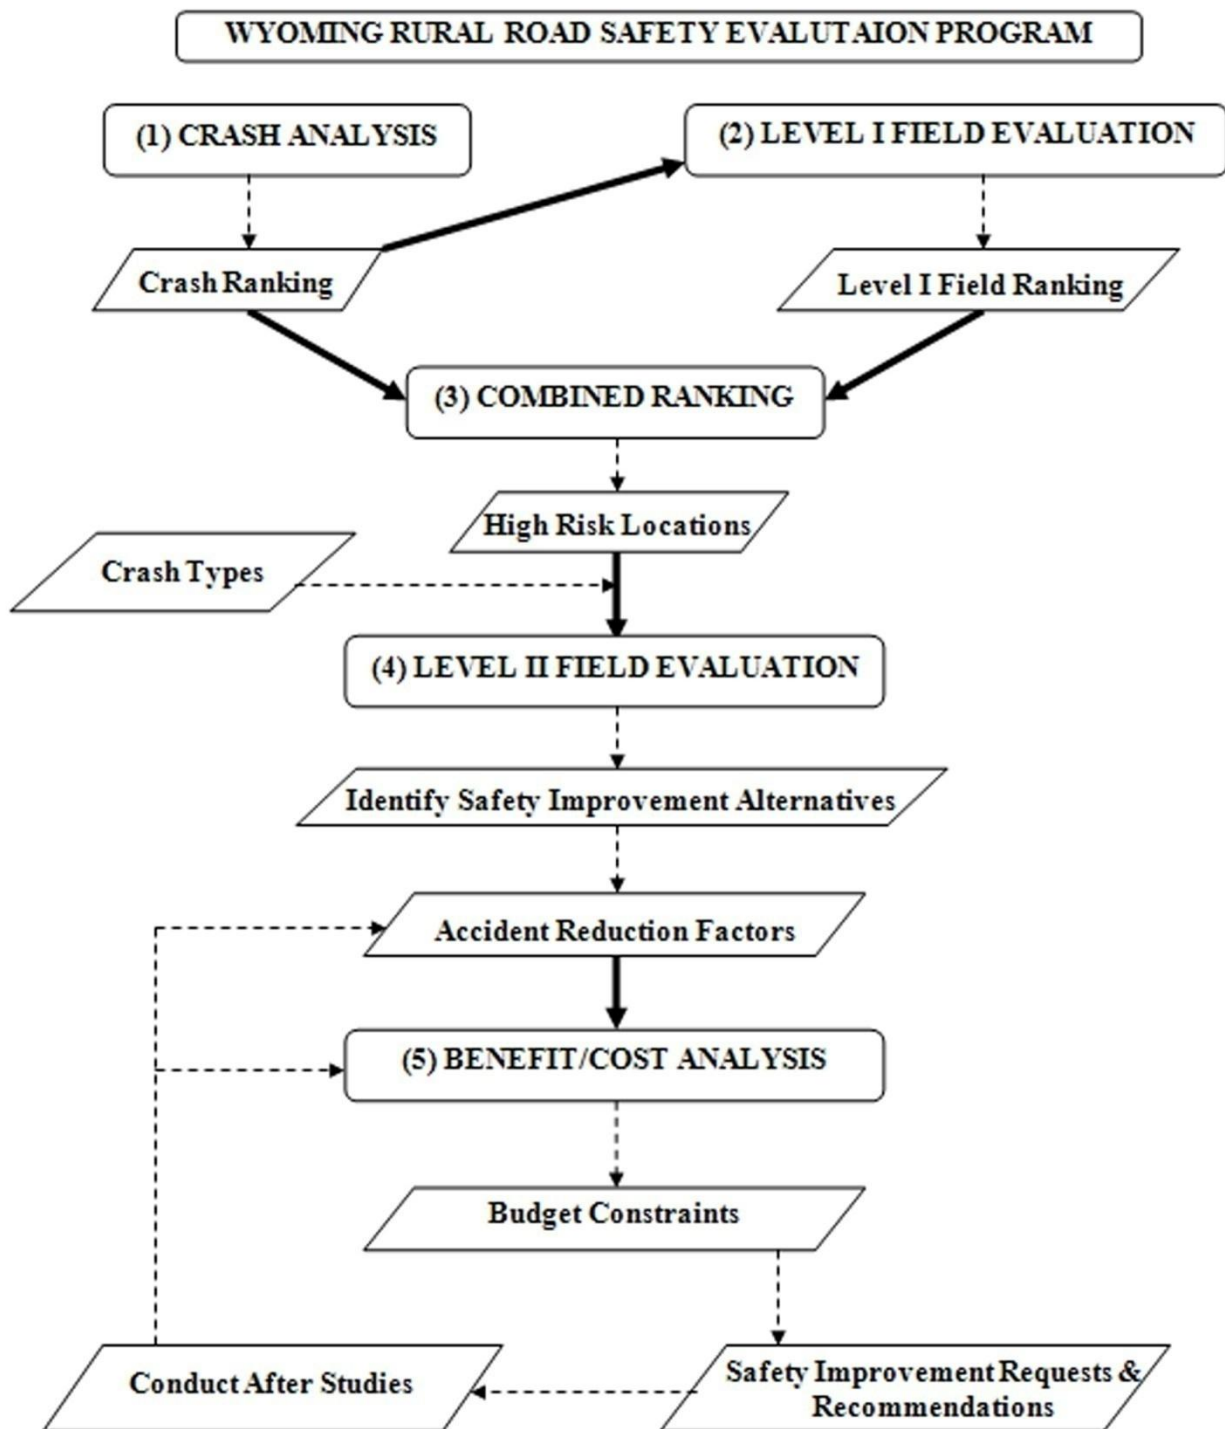 WYOMING RURAL ROAD SAFETY EVALUTAION PROGRAM
(1) CRASH ANALYSIS
(2) LEVEL I FIELD EVALUATION
Crash Ranking
Level I Field Ranking
(3) COMBINED RANKING
High Risk Locations
Crash Types
(4) LEVEL II FIELD EVALUATION
Identify Safety Improvement Alternatives
Accident Reduction Factors
(5) BENEFIT/COST ANALYSIS
Budget Constraints
Conduct After Studies
Safety Improvement Requests &
Recommendations